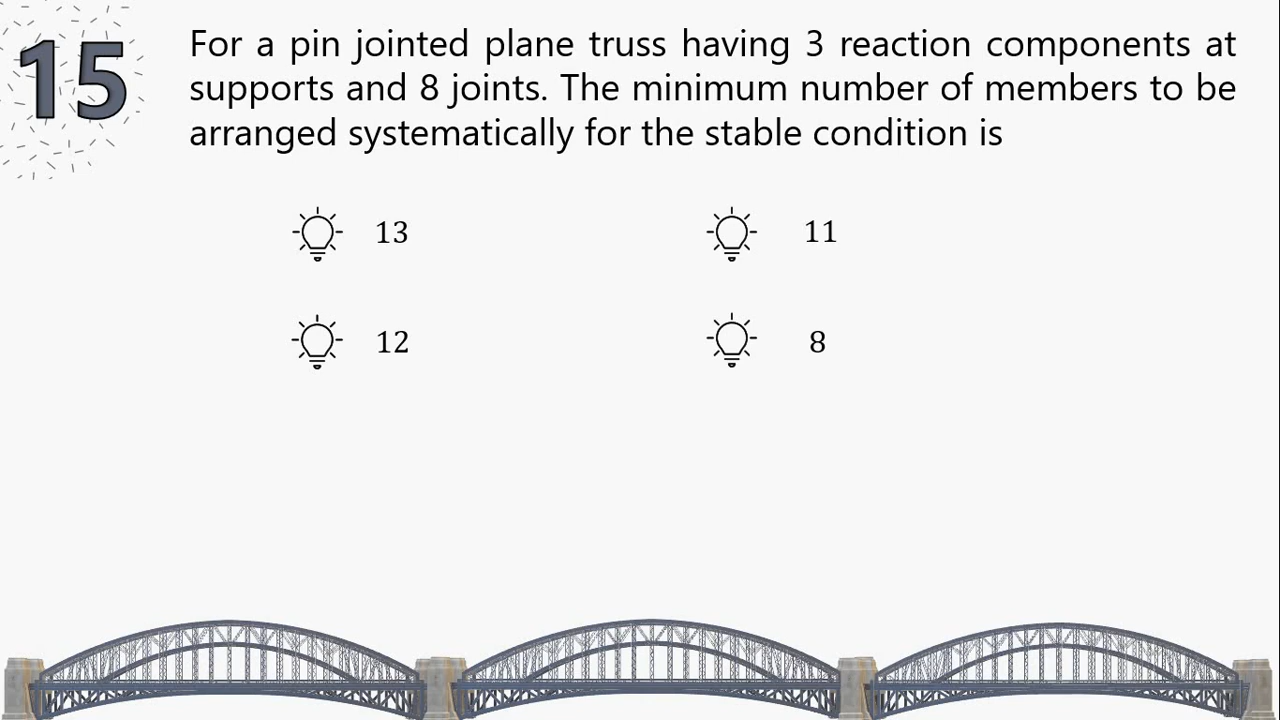 15
For a pin jointed plane truss having 3 reaction components at
supports and 8 joints. The minimum number of members to be
arranged systematically for the stable condition is
13
11
12
8